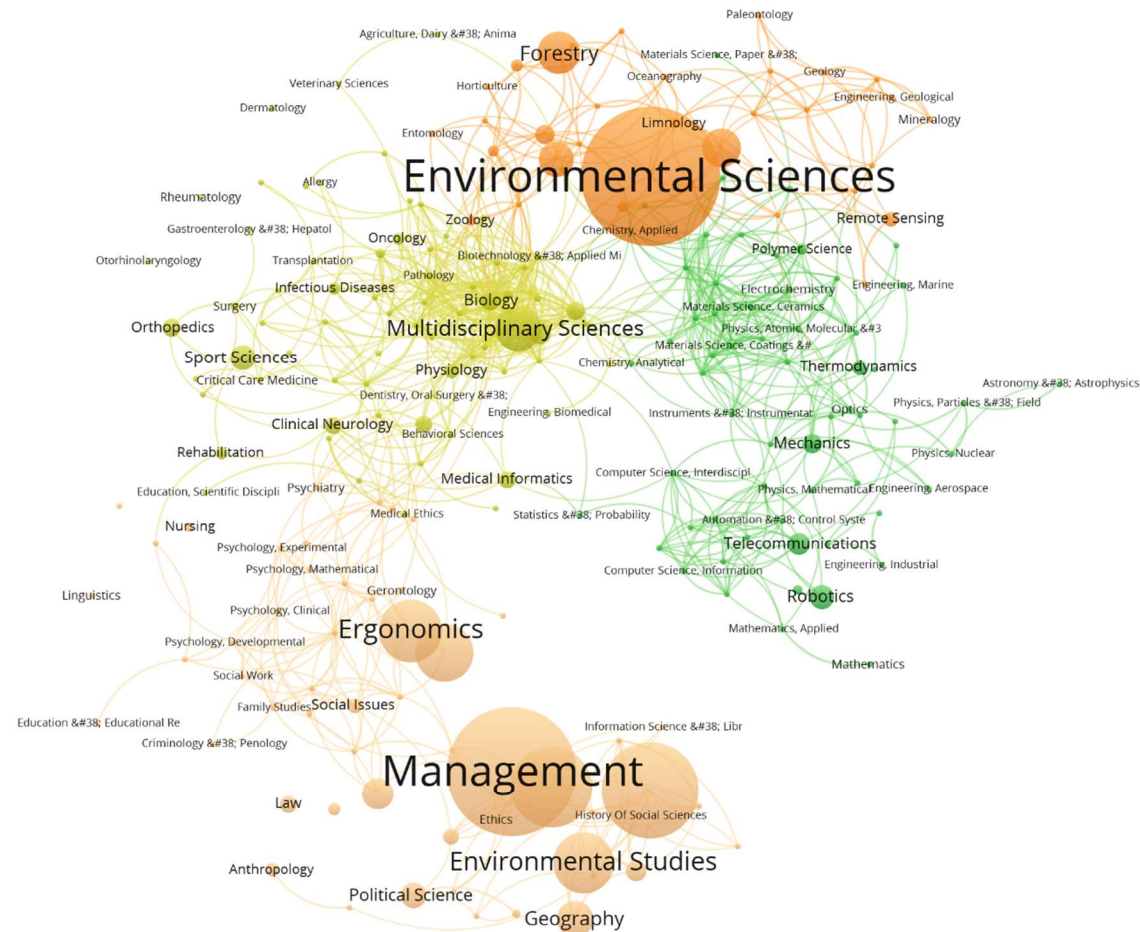 Paleontology
Agriculture, Dairy &#38; Anima
Forestry
Materials Science, Paper &#38;
Geology
Oceanography
Veterinary Sciences
Horticulture
Engineering, Geological
Dermatology
Mineralogy
Limnology
Entomology
Environmental Sciences
Allergy
Rheumatology
Zoology
Remote Sensing
Gastroenterology &#38; Hepatol
Chemistry, Applied
Oncology
Polymer Science
Biotechnology &#38; Applied Mi
Otorhinolaryngology
Transplantation
Pathology
Engineering, Marine
Infectious Diseases
Electrochemistry
Biology
Surgery
Materials Science, Ceramics
Orthopedics
Multidisciplinary Sciences
Physics, Atomic, Molecular &#3
Materials Science, Coatings &#
Sport Sciences
Chemistry, Analytical
Thermodynamics
Physiology
Critical Care Medicine
Astronomy &#38; Astrophysics
Dentistry, Oral Surgery &#38;
Physics, Particles &#38; Field
Engineering, Biomedical
Instruments &#38; Instrumentat
Optics
Clinical Neurology
Behavioral Sciences
Mechanics
Rehabilitation
Physics, Nuclear
Computer Science, Interdiscipl
Medical Informatics
Education, Scientific Discipli
Psychiatry
Physics, Mathematical
Engineering, Aerospace
Medical Ethics
Statistics &#38; Probability
Automation &#38; Control Syste
Nursing
Telecommunications
Psychology, Experimental
Engineering, Industrial
Psychology, Mathematical
Computer Science, Information
Gerontology
Linguistics
Robotics
Psychology, Clinical
Ergonomics
Mathematics, Applied
Psychology, Developmental
Mathematics
Social Work
Family Studies
Social Issues
Education &#38; Educational Re
Information Science &#38; Libr
Criminology &#38; Penology
Management
Law
Ethics
History Of Social Sciences
Environmental Studies
Anthropology
Political Science
Geography